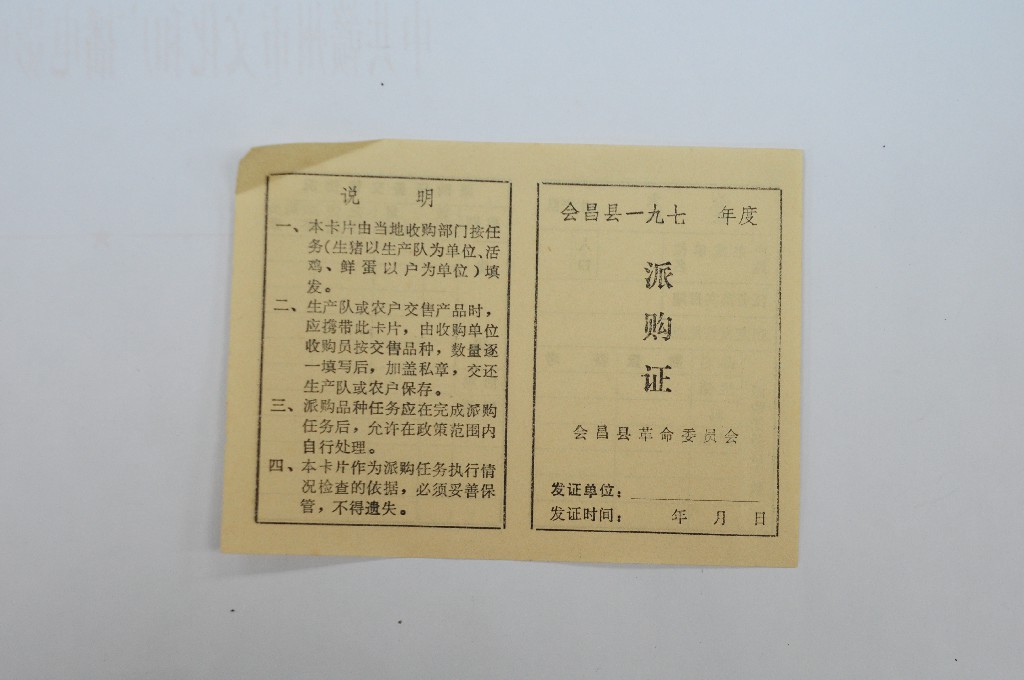 说 明
一、本卡片由当地收购部门按任
务(生猪以生产队为单位、活
鸡、鲜蛋以户为单位)填
发。
二、生产队或农户交售产品时,
应携带此卡片,由收购单位
收购员按交售品种,数量逐
一填写后,加盖私章,交还
生产队或农户保存。
三、派购品种任务应在完成派购
任务后,允许在政策范围内
自行处理。
四、本卡片作为派购任务执行情
况检查的依据,必须妥善保
管,不得遗失。
会昌县一九七 年度
派
购
证
会昌县革命委员会
发证单位:
发证时间: 年 月 日